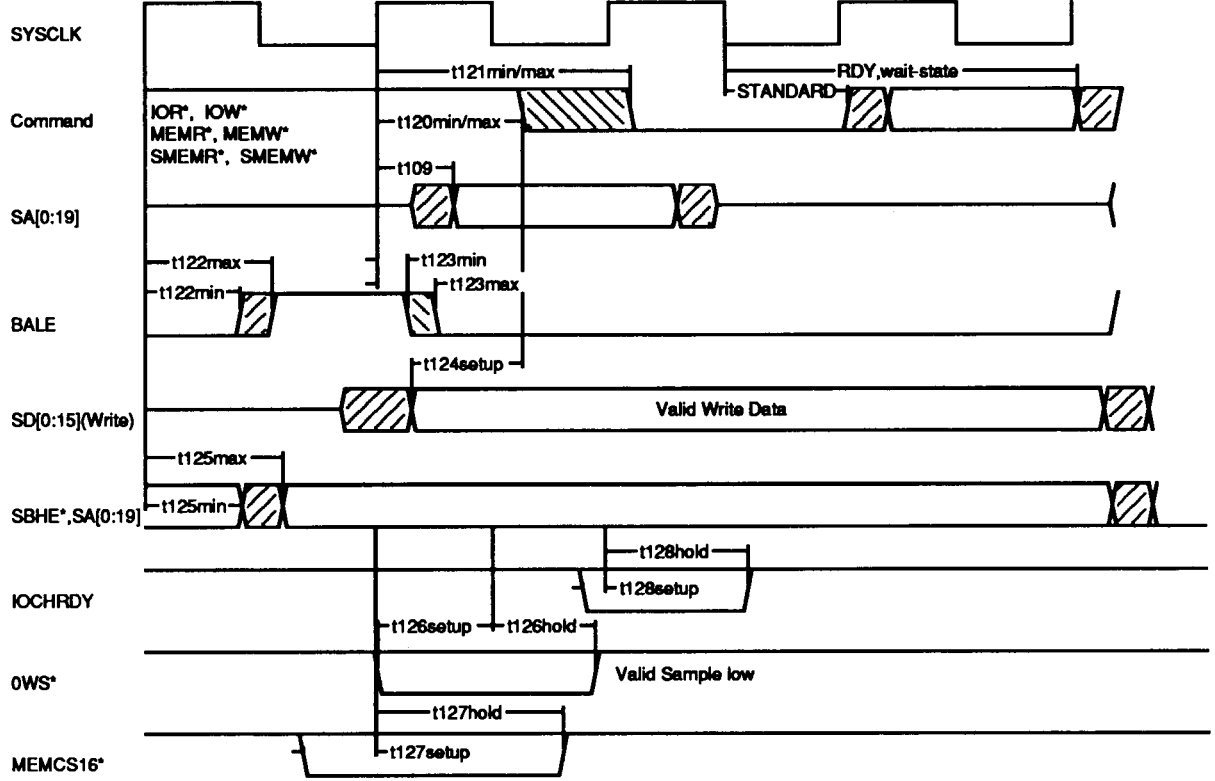 SYSCLK
t121min/max
RDY,wait-state
STANDARD
Command
IOR*, IOW*
MEMR*, MEMW*
SMEMR*, SMEMW*
t120min/max
t109
SA[0:19]
t122max
t123min
t122min
t123max
BALE
t124setup
SD[0:15](Write)
Valid Write Data
t125max
t125min
SBHE*,SA[0:19]
t128hold
t128setup
IOCHRDY
t126setup
t126hold
0WS*
Valid Sample low
t127hold
t127setup
MEMCS16*